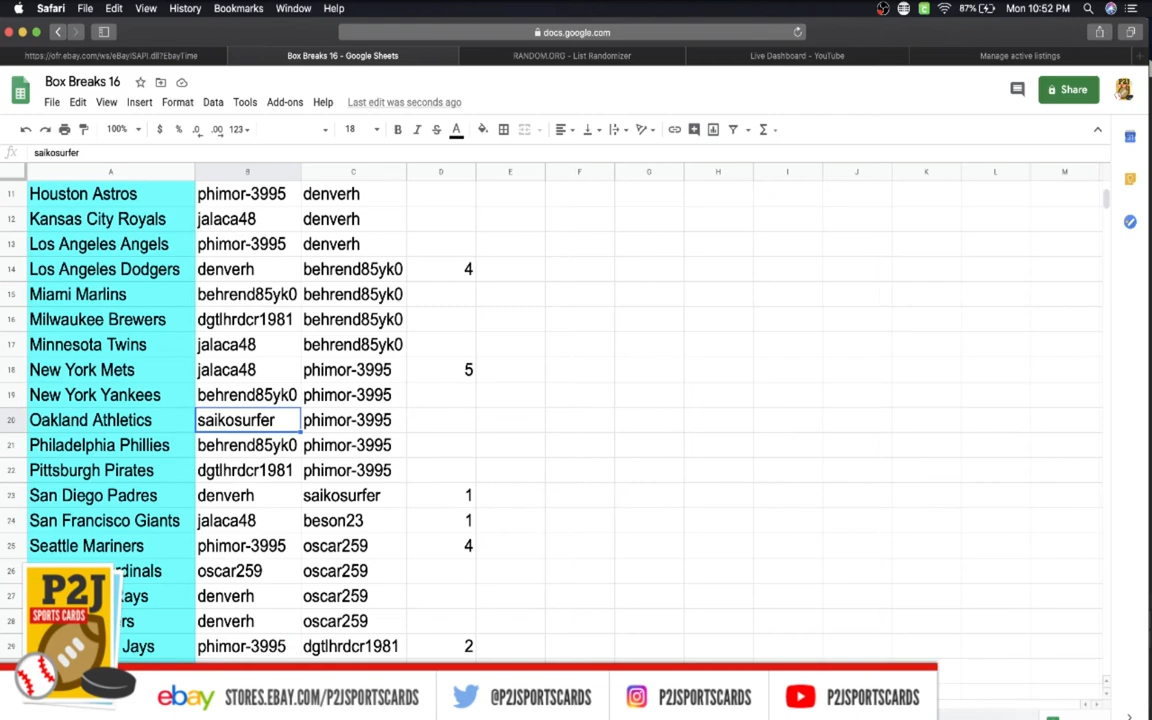 Safari File Edit View History Bookmarks Window Help 87% Mon 10:52 PM
docs.google.com
https://ofr.ebay.com/ws/eBayISAPI.dll?EbayTime Box Breaks 16 - Google Sheets RANDOM.ORG - List Randomizer Live Dashboard - YouTube Manage active listings
Box Breaks 16
File Edit View Insert Format Data Tools Add-ons Help Last edit was seconds ago Share
100% $ % .0 .00 123 18 B I S A
fx saikosurfer
A B C D E F G H I J K L M
11 Houston Astros phimor-3995 denverh
12 Kansas City Royals jalaca48 denverh
13 Los Angeles Angels phimor-3995 denverh
14 Los Angeles Dodgers denverh behrend85yk0 4
15 Miami Marlins behrend85yk0 behrend85yk0
16 Milwaukee Brewers dgtlhrdcr1981 behrend85yk0
17 Minnesota Twins jalaca48 behrend85yk0
18 New York Mets jalaca48 phimor-3995 5
19 New York Yankees behrend85yk0 phimor-3995
20 Oakland Athletics saikosurfer phimor-3995
21 Philadelphia Phillies behrend85yk0 phimor-3995
22 Pittsburgh Pirates dgtlhrdcr1981 phimor-3995
23 San Diego Padres denverh saikosurfer 1
24 San Francisco Giants jalaca48 beson23 1
25 Seattle Mariners phimor-3995 oscar259 4
26 rdinals oscar259 oscar259
27 ays denverh oscar259
28 rs denverh oscar259
29 Jays phimor-3995 dgtlhrdcr1981 2
P2J
SPORTS CARDS
ebay STORES.EBAY.COM/P2JSPORTSCARDS @P2JSPORTSCARDS P2JSPORTSCARDS P2JSPORTSCARDS